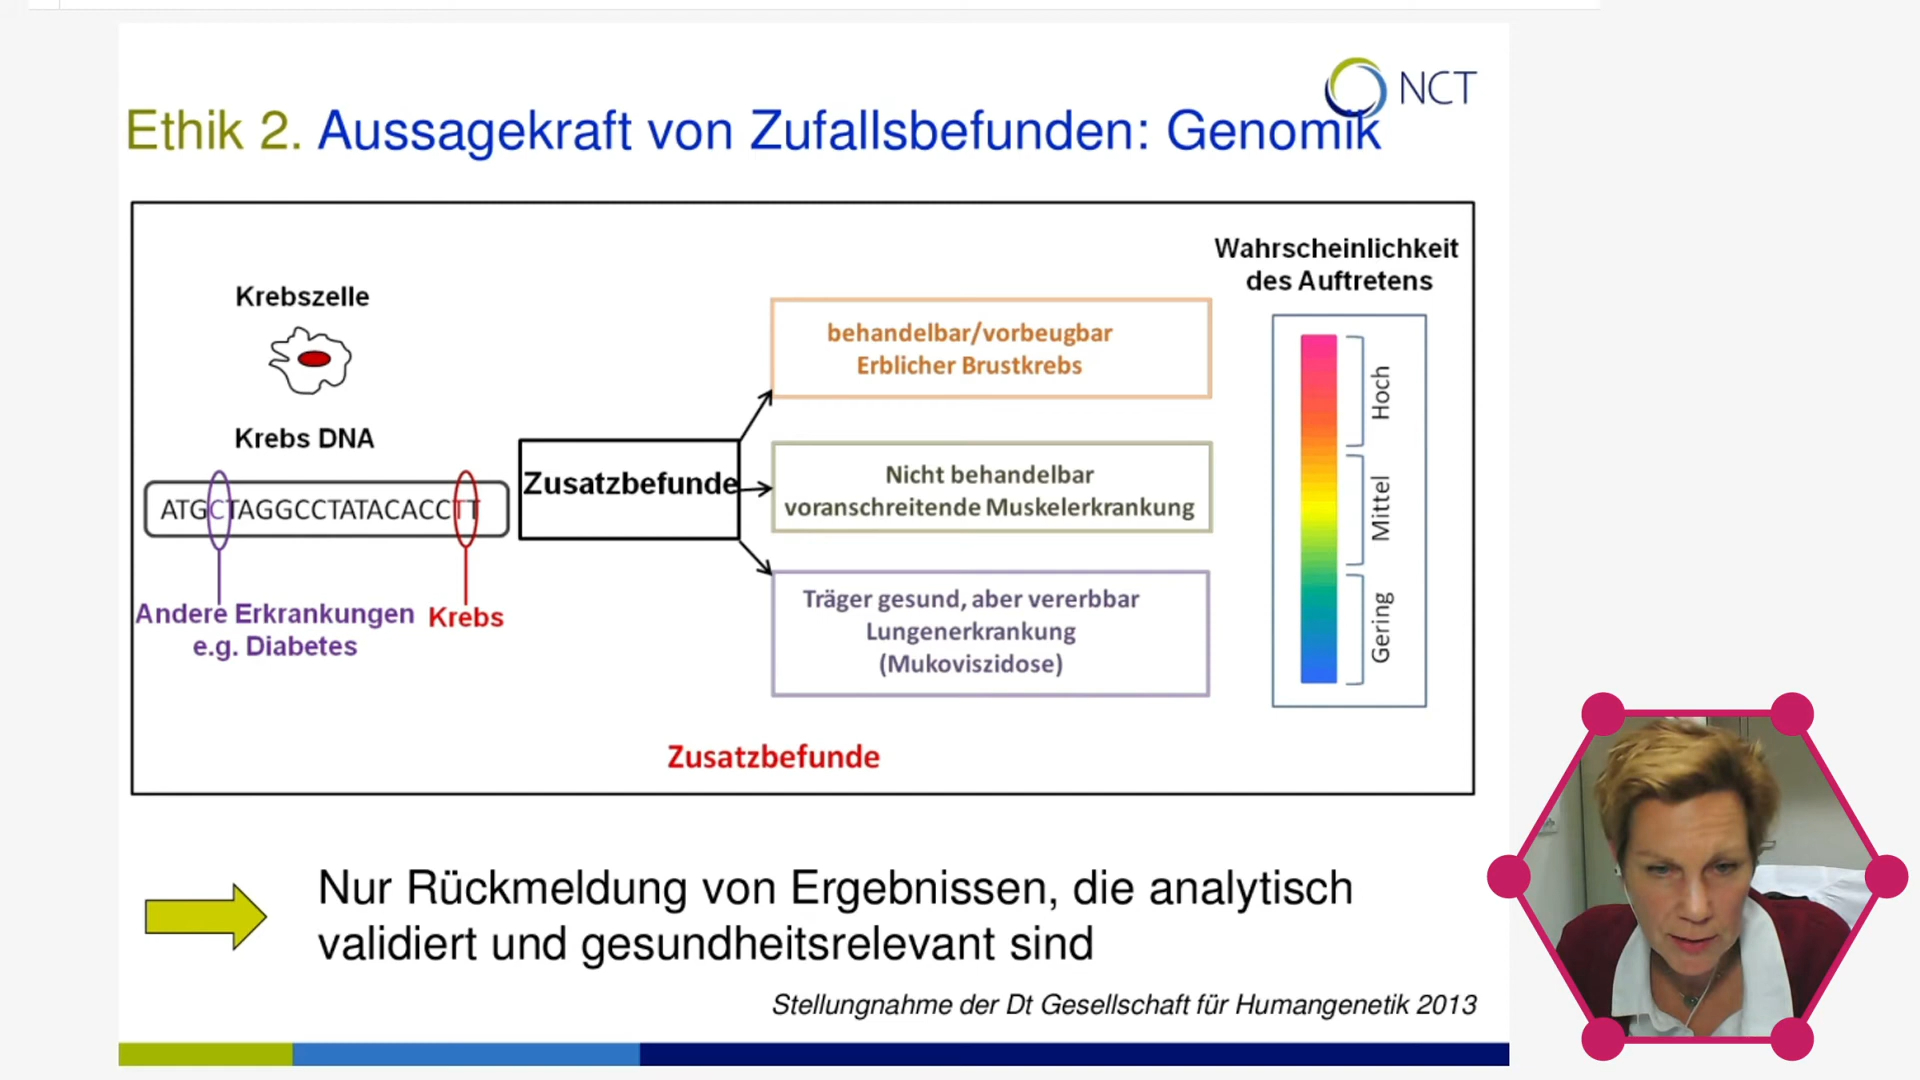 NCT
Ethik 2. Aussagekraft von Zufallsbefunden: Genomik
Krebszelle
Krebs DNA
ATGCTAGGCCTATACACCTT
Andere Erkrankungen
e.g. Diabetes
Krebs
Zusatzbefunde
behandelbar/vorbeugbar
Erblicher Brustkrebs
Nicht behandelbar
voranschreitende Muskelerkrankung
Träger gesund, aber vererbbar
Lungenerkrankung
(Mukoviszidose)
Wahrscheinlichkeit
des Auftretens
Hoch
Mittel
Gering
Zusatzbefunde
Nur Rückmeldung von Ergebnissen, die analytisch
validiert und gesundheitsrelevant sind
Stellungnahme der Dt Gesellschaft für Humangenetik 2013